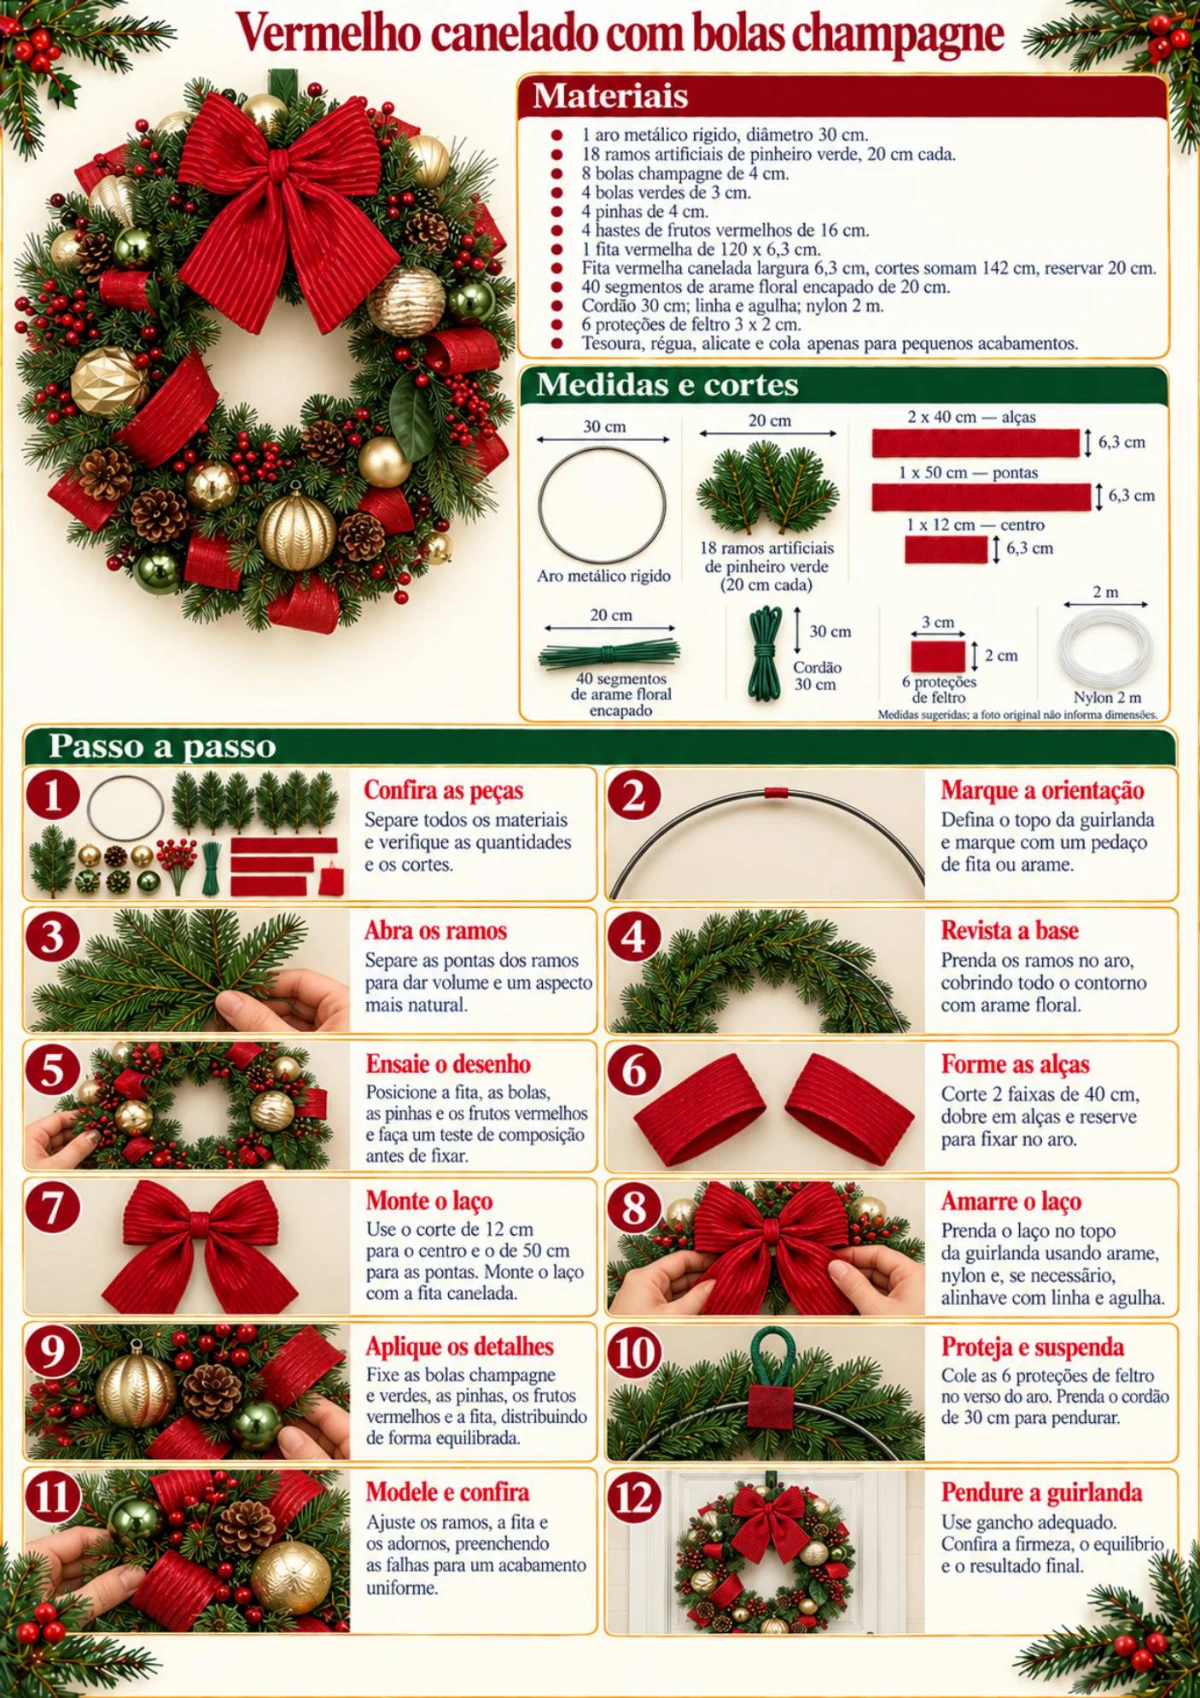 Vermelho canelado com bolas champagne
Materiais
1 aro metálico rígido, diâmetro 30 cm.
18 ramos artificiais de pinheiro verde, 20 cm cada.
8 bolas champagne de 4 cm.
4 bolas verdes de 3 cm.
4 pinhas de 4 cm.
4 hastes de frutos vermelhos de 16 cm.
1 fita vermelha de 120 x 6,3 cm.
Fita vermelha canelada largura 6,3 cm, cortes somam 142 cm, reservar 20 cm.
40 segmentos de arame floral encapado de 20 cm.
Cordão 30 cm; linha e agulha; nylon 2 m.
6 proteções de feltro 3 x 2 cm.
Tesoura, régua, alicate e cola apenas para pequenos acabamentos.
Medidas e cortes
30 cm
Aro metálico rígido
20 cm
18 ramos artificiais
de pinheiro verde
(20 cm cada)
2 x 40 cm — alças
6,3 cm
1 x 50 cm — pontas
6,3 cm
1 x 12 cm — centro
6,3 cm
20 cm
40 segmentos
de arame floral
encapado
30 cm
Cordão
30 cm
3 cm
2 cm
6 proteções
de feltro
2 m
Nylon 2 m
Medidas sugeridas; a foto original não informa dimensões.
Passo a passo
1
Confira as peças
Separe todos os materiais
e verifique as quantidades
e os cortes.
2
Marque a orientação
Defina o topo da guirlanda
e marque com um pedaço
de fita ou arame.
3
Abra os ramos
Separe as pontas dos ramos
para dar volume e um aspecto
mais natural.
4
Revista a base
Prenda os ramos no aro,
cobrindo todo o contorno
com arame floral.
5
Ensaie o desenho
Posicione a fita, as bolas,
as pinhas e os frutos vermelhos
e faça um teste de composição
antes de fixar.
6
Forme as alças
Corte 2 faixas de 40 cm,
dobre em alças e reserve
para fixar no aro.
7
Monte o laço
Use o corte de 12 cm
para o centro e o de 50 cm
para as pontas. Monte o laço
com a fita canelada.
8
Amarre o laço
Prenda o laço no topo
da guirlanda usando arame,
nylon e, se necessário,
alinhave com linha e agulha.
9
Aplique os detalhes
Fixe as bolas champagne
e verdes, as pinhas, os frutos
vermelhos e a fita, distribuindo
de forma equilibrada.
10
Proteja e suspenda
Cole as 6 proteções de feltro
no verso do aro. Prenda o cordão
de 30 cm para pendurar.
11
Modele e confira
Ajuste os ramos, a fita e
os adornos, preenchendo
as falhas para um acabamento
uniforme.
12
Pendure a guirlanda
Use gancho adequado.
Confira a firmeza, o equilíbrio
e o resultado final.